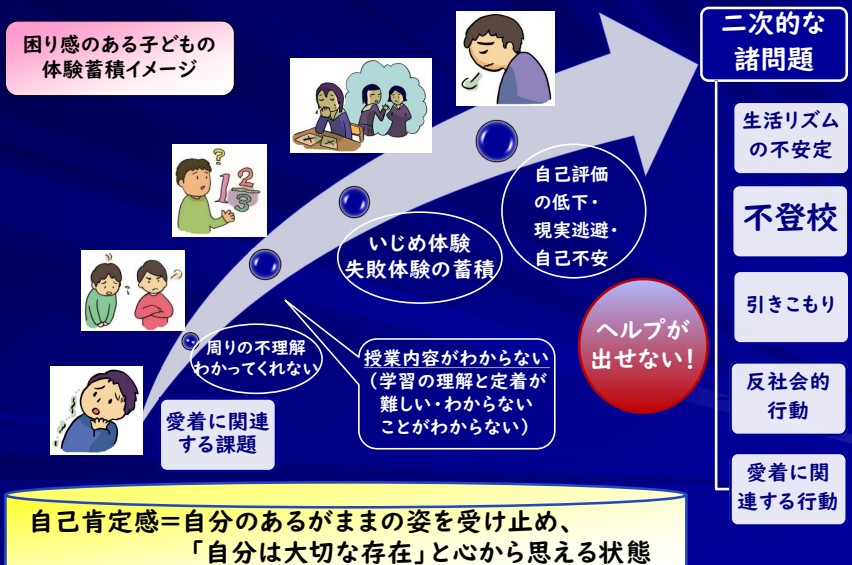 困り感のある子どもの
体験蓄積イメージ
二次的な
諸問題
生活リズム
の不安定
不登校
引きこもり
反社会的
行動
愛着に関
連する行動
?
1 2/3
自己評価
の低下・
現実逃避・
自己不安
いじめ体験
失敗体験の蓄積
ヘルプが
出せない!
周りの不理解
わかってくれない
授業内容がわからない
(学習の理解と定着が
難しい・わからない
ことがわからない)
愛着に関連
する課題
自己肯定感=自分のあるがままの姿を受け止め、
「自分は大切な存在」と心から思える状態